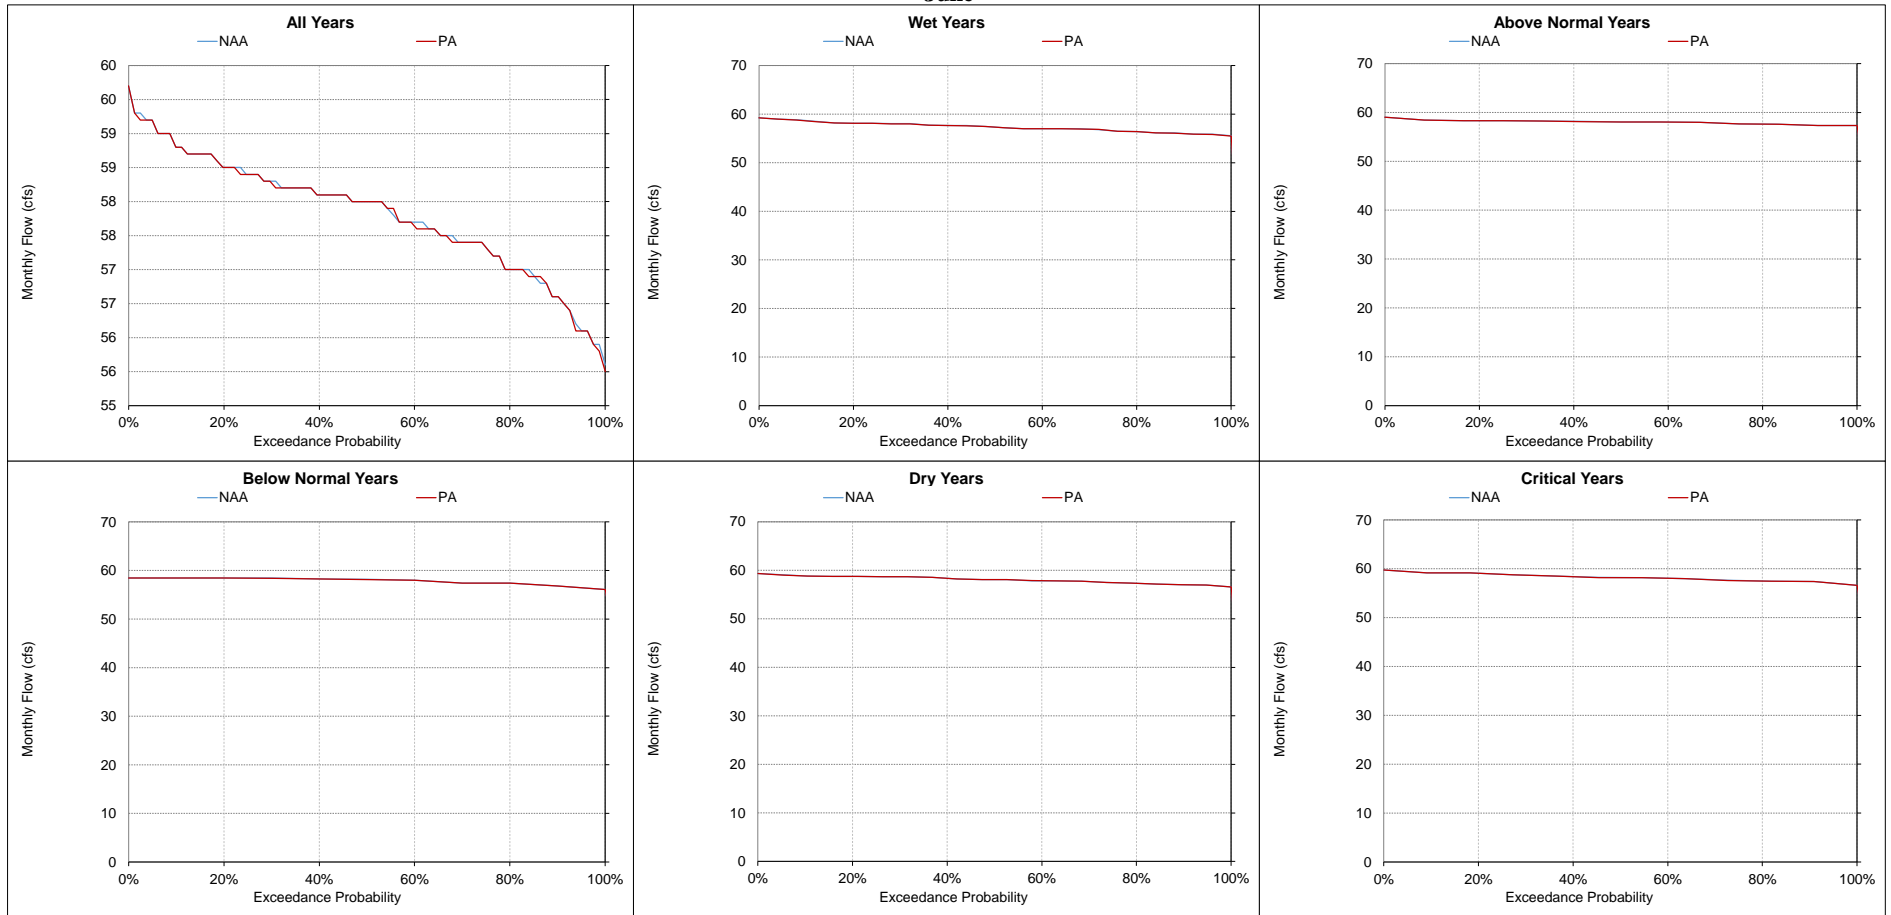 All Years
NAA PA
60
60
59
59
58
58
57
57
56
56
55
0% 20% 40% 60% 80% 100%
Monthly Flow (cfs)
Exceedance Probability
Wet Years
NAA PA
70
60
50
40
30
20
10
0
0% 20% 40% 60% 80% 100%
Monthly Flow (cfs)
Exceedance Probability
Above Normal Years
NAA PA
70
60
50
40
30
20
10
0
0% 20% 40% 60% 80% 100%
Monthly Flow (cfs)
Exceedance Probability
Below Normal Years
NAA PA
70
60
50
40
30
20
10
0
0% 20% 40% 60% 80% 100%
Monthly Flow (cfs)
Exceedance Probability
Dry Years
NAA PA
70
60
50
40
30
20
10
0
0% 20% 40% 60% 80% 100%
Monthly Flow (cfs)
Exceedance Probability
Critical Years
NAA PA
70
60
50
40
30
20
10
0
0% 20% 40% 60% 80% 100%
Monthly Flow (cfs)
Exceedance Probability